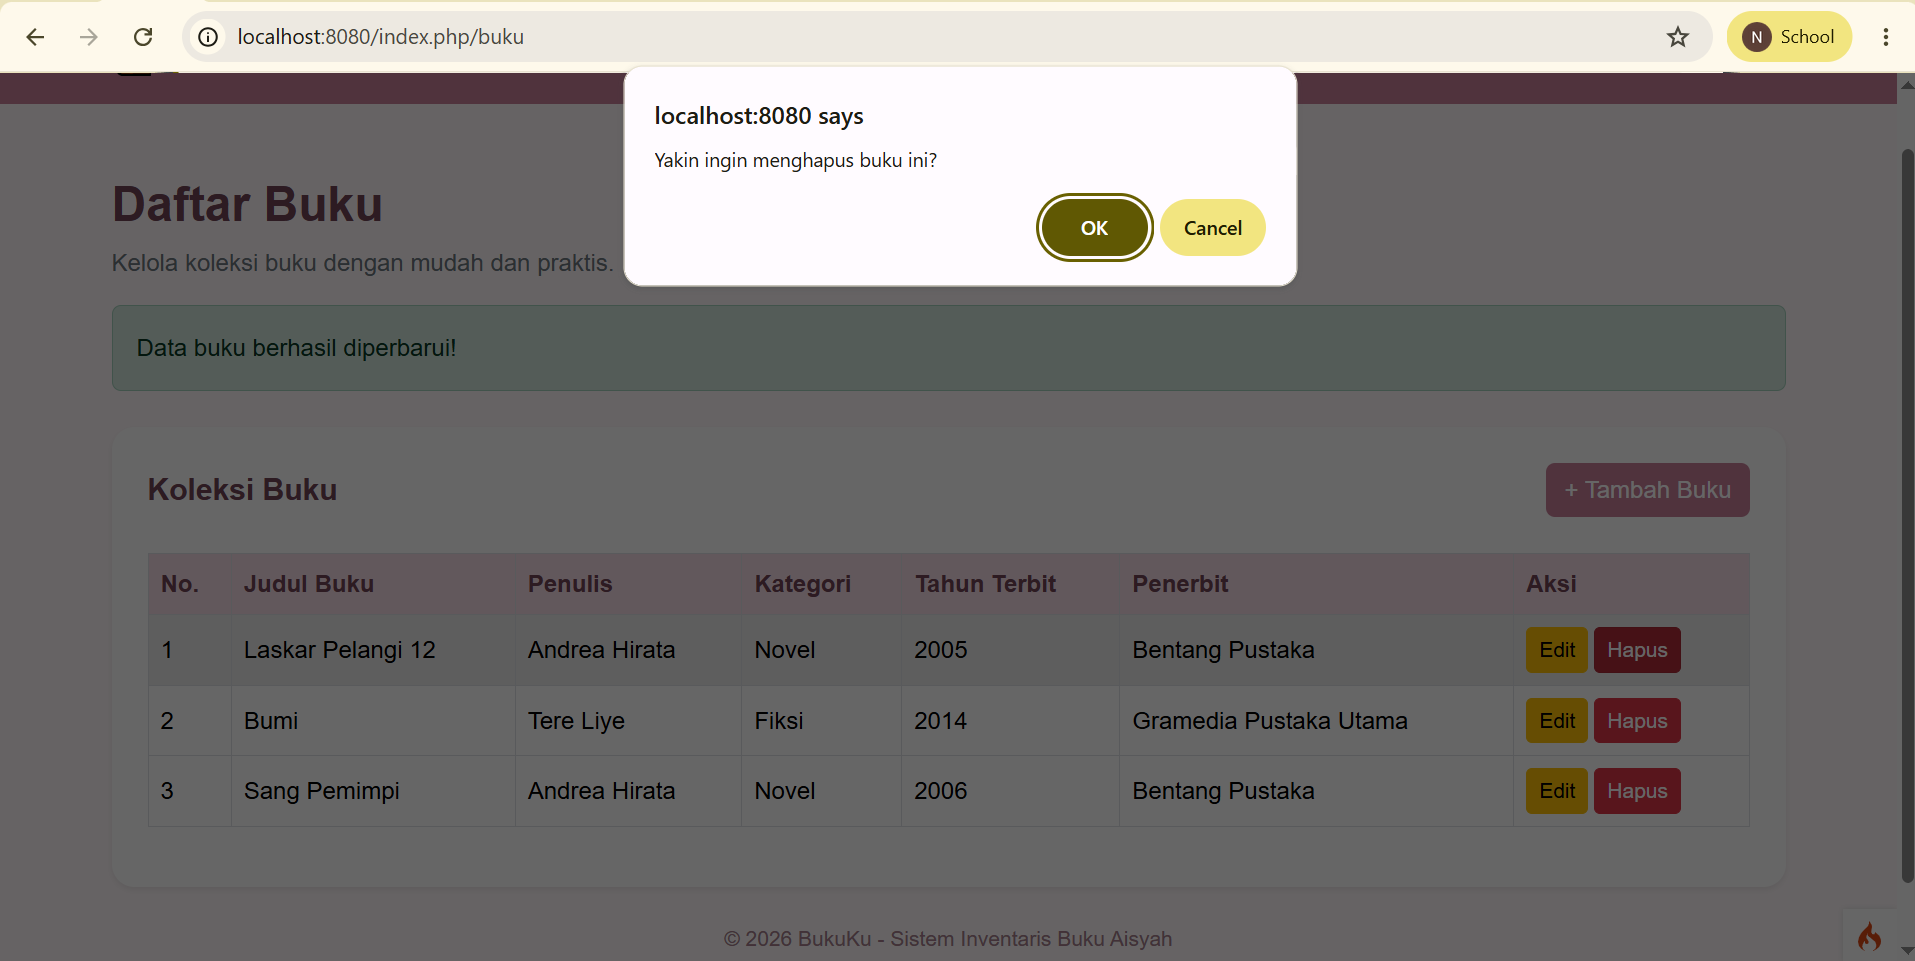 localhost:8080/index.php/buku
N School
localhost:8080 says
Yakin ingin menghapus buku ini?
OK Cancel
Daftar Buku
Kelola koleksi buku dengan mudah dan praktis.
Data buku berhasil diperbarui!
Koleksi Buku
+ Tambah Buku
No. Judul Buku Penulis Kategori Tahun Terbit Penerbit Aksi
1 Laskar Pelangi 12 Andrea Hirata Novel 2005 Bentang Pustaka Edit Hapus
2 Bumi Tere Liye Fiksi 2014 Gramedia Pustaka Utama Edit Hapus
3 Sang Pemimpi Andrea Hirata Novel 2006 Bentang Pustaka Edit Hapus
© 2026 BukuKu - Sistem Inventaris Buku Aisyah